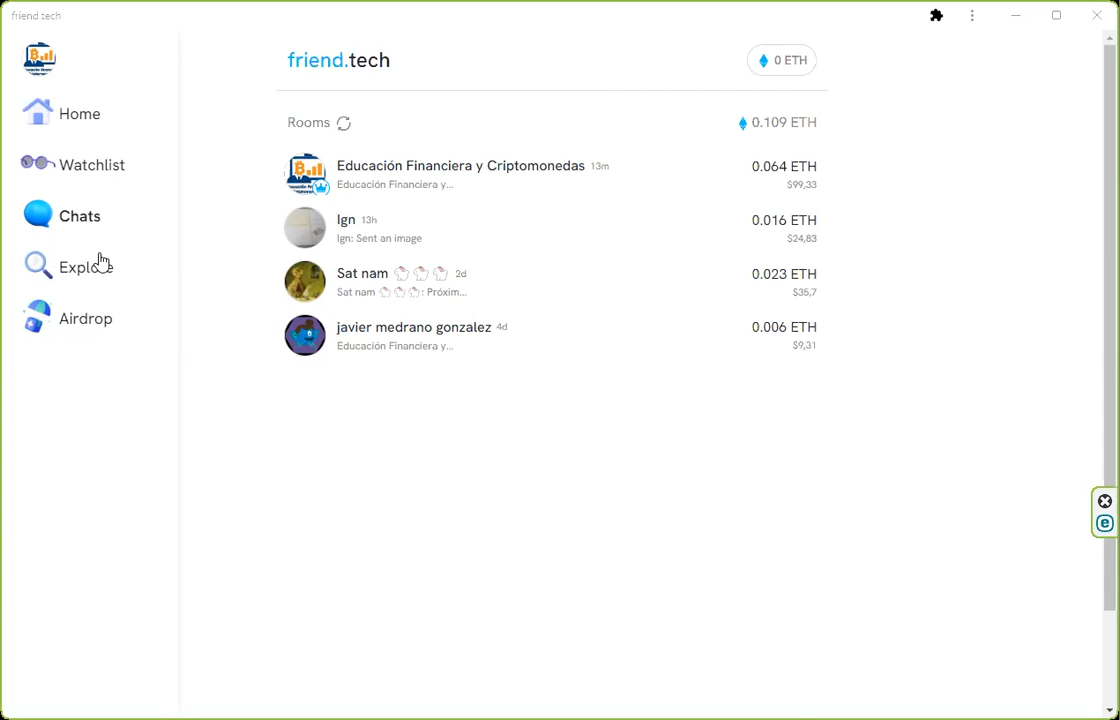 friend.tech
Home
Watchlist
Chats
Explore
Airdrop
friend.tech
0 ETH
Rooms
0.109 ETH
Educación Financiera y Criptomonedas 13m
0.064 ETH
Educación Financiera y...
$99,33
Ign 13h
0.016 ETH
Ign: Sent an image
$24,83
Sat nam 2d
0.023 ETH
Sat nam : Próxim...
$35,7
javier medrano gonzalez 4d
0.006 ETH
Educación Financiera y...
$9,31